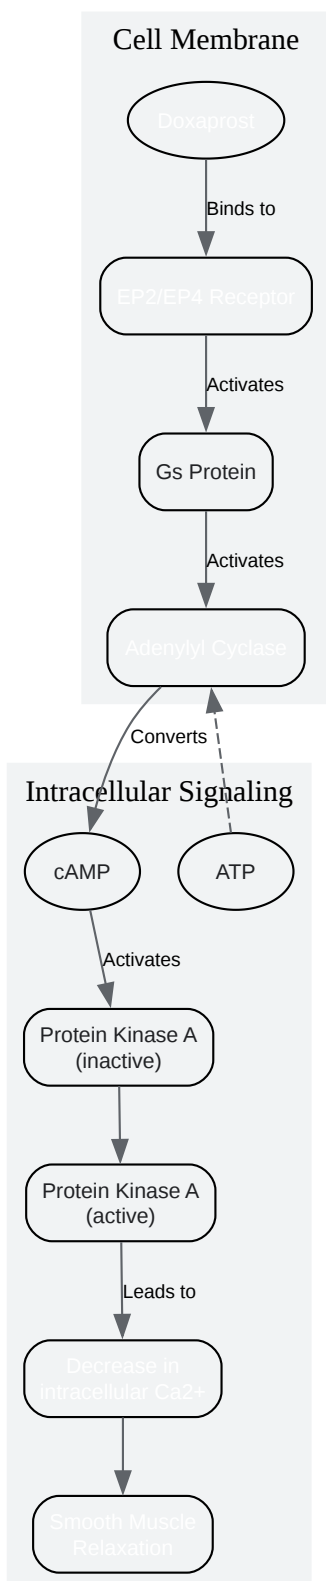 Cell Membrane
Doxaprost
Binds to
EP2/EP4 Receptor
Activates
Gs Protein
Activates
Adenylyl Cyclase
Converts
Intracellular Signaling
cAMP
ATP
Activates
Protein Kinase A
(inactive)
Protein Kinase A
(active)
Leads to
Decrease in
intracellular Ca2+
Smooth Muscle
Relaxation